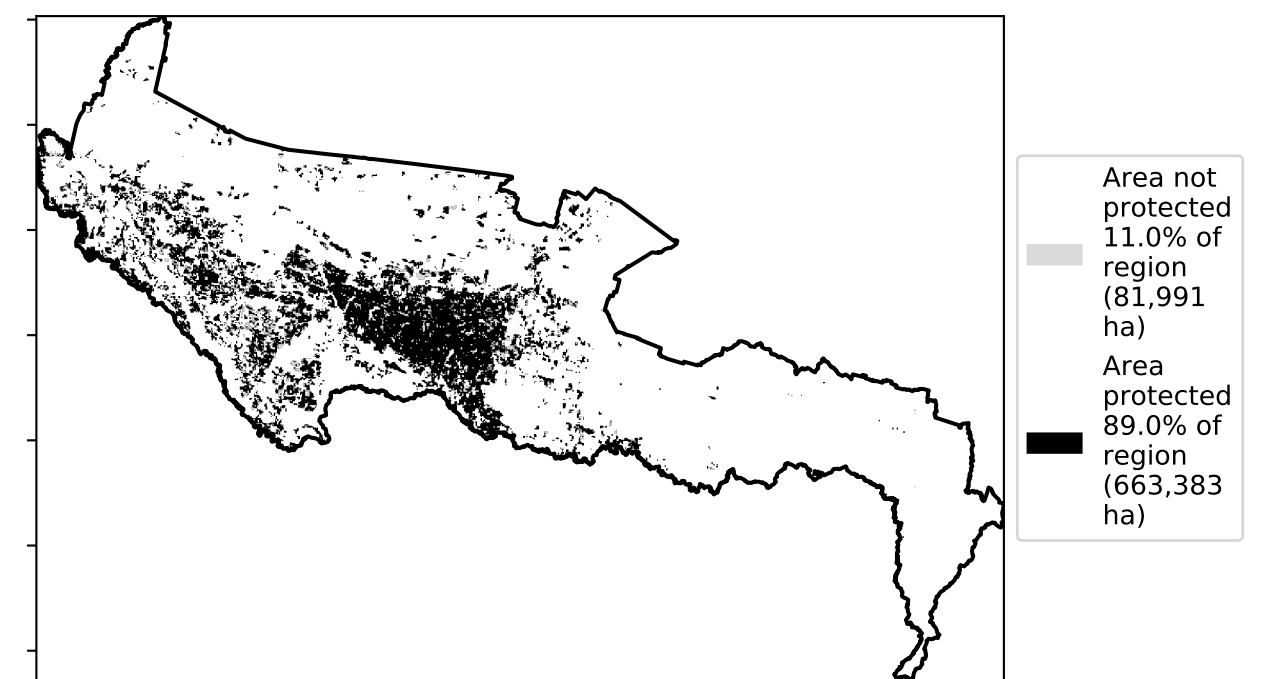 Area not
protected
11.0% of
region
(81,991
ha)
Area
protected
89.0% of
region
(663,383
ha)